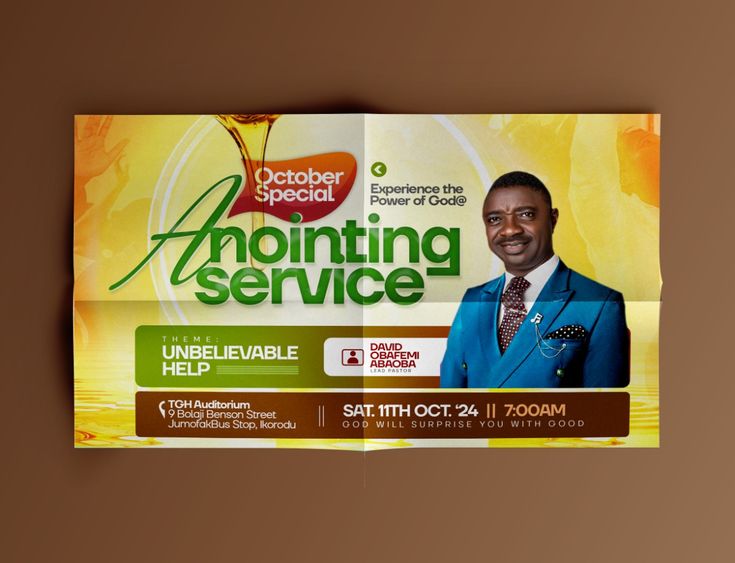 October
Special
Anointing
service
Experience the
Power of God@
THEME:
UNBELIEVABLE
HELP
DAVID
OBAFEMI
ABAOBA
LEAD PASTOR
TGH Auditorium
9 Bolaji Benson Street
JumofakBus Stop, Ikorodu
SAT. 11TH OCT. ‘24 || 7:00AM
GOD WILL SURPRISE YOU WITH GOOD